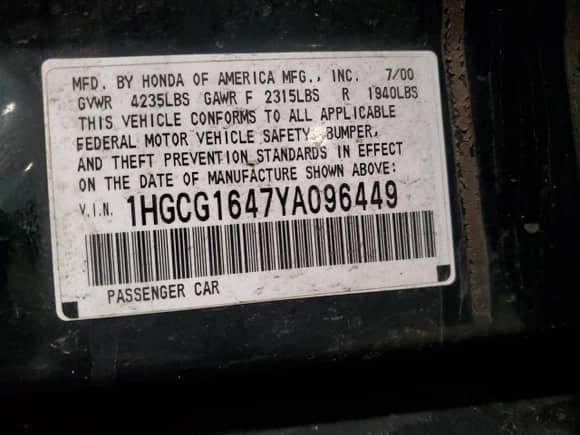 MFD. BY HONDA OF AMERICA MFG., INC. 7/00
GVWR 4235LBS GAWR F 2315LBS R 1940LBS
THIS VEHICLE CONFORMS TO ALL APPLICABLE
FEDERAL MOTOR VEHICLE SAFETY, BUMPER,
AND THEFT PREVENTION STANDARDS IN EFFECT
ON THE DATE OF MANUFACTURE SHOWN ABOVE:
V.I.N. 1HGCG1647YA096449
PASSENGER CAR